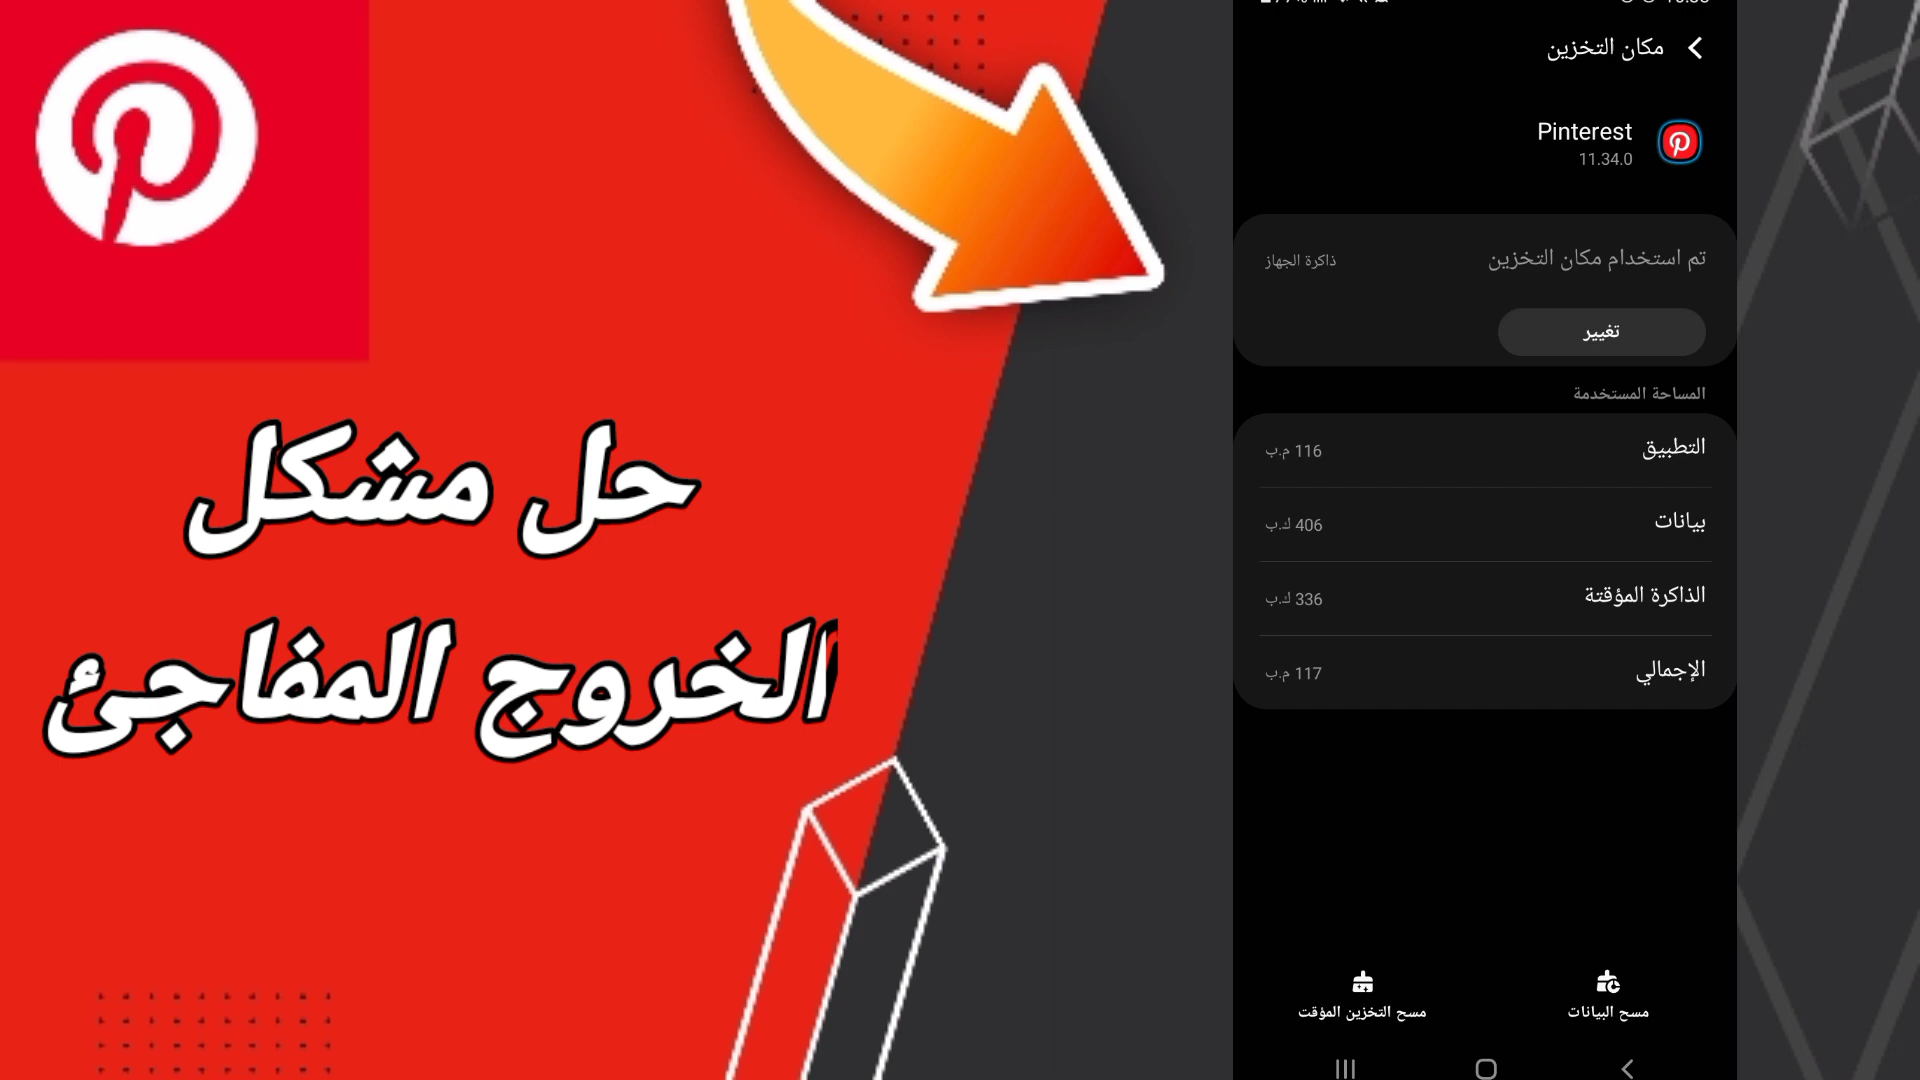 حل مشكل
الخروج المفاجئ
مكان التخزين
Pinterest
11.34.0
تم استخدام مكان التخزين
ذاكرة الجهاز
تغيير
المساحة المستخدمة
التطبيق
116 م.ب
بيانات
406 ك.ب
الذاكرة المؤقتة
336 ك.ب
الإجمالي
117 م.ب
مسح البيانات
مسح التخزين المؤقت